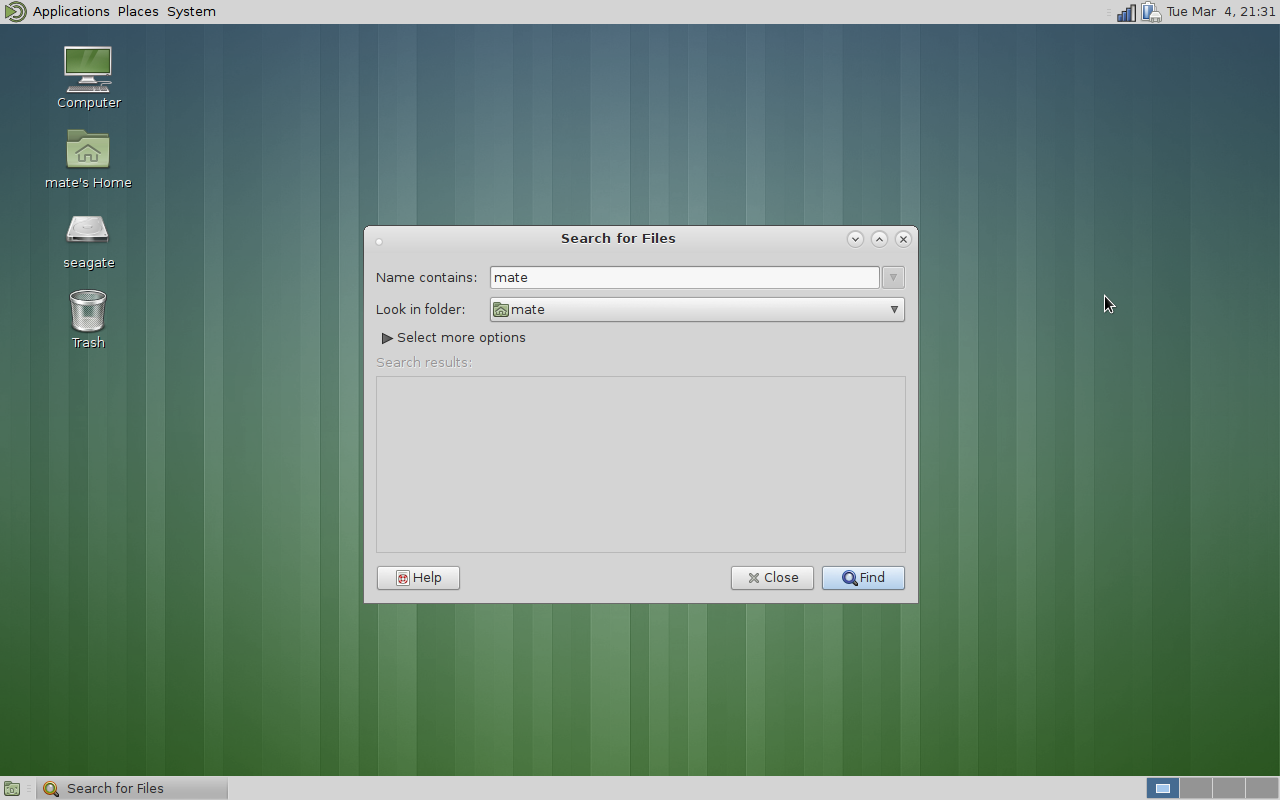 Applications Places System
Tue Mar 4, 21:31
Computer
mate's Home
seagate
Trash
Search for Files
Name contains: mate
Look in folder: mate
Select more options
Search results:
Help Close Find
Search for Files